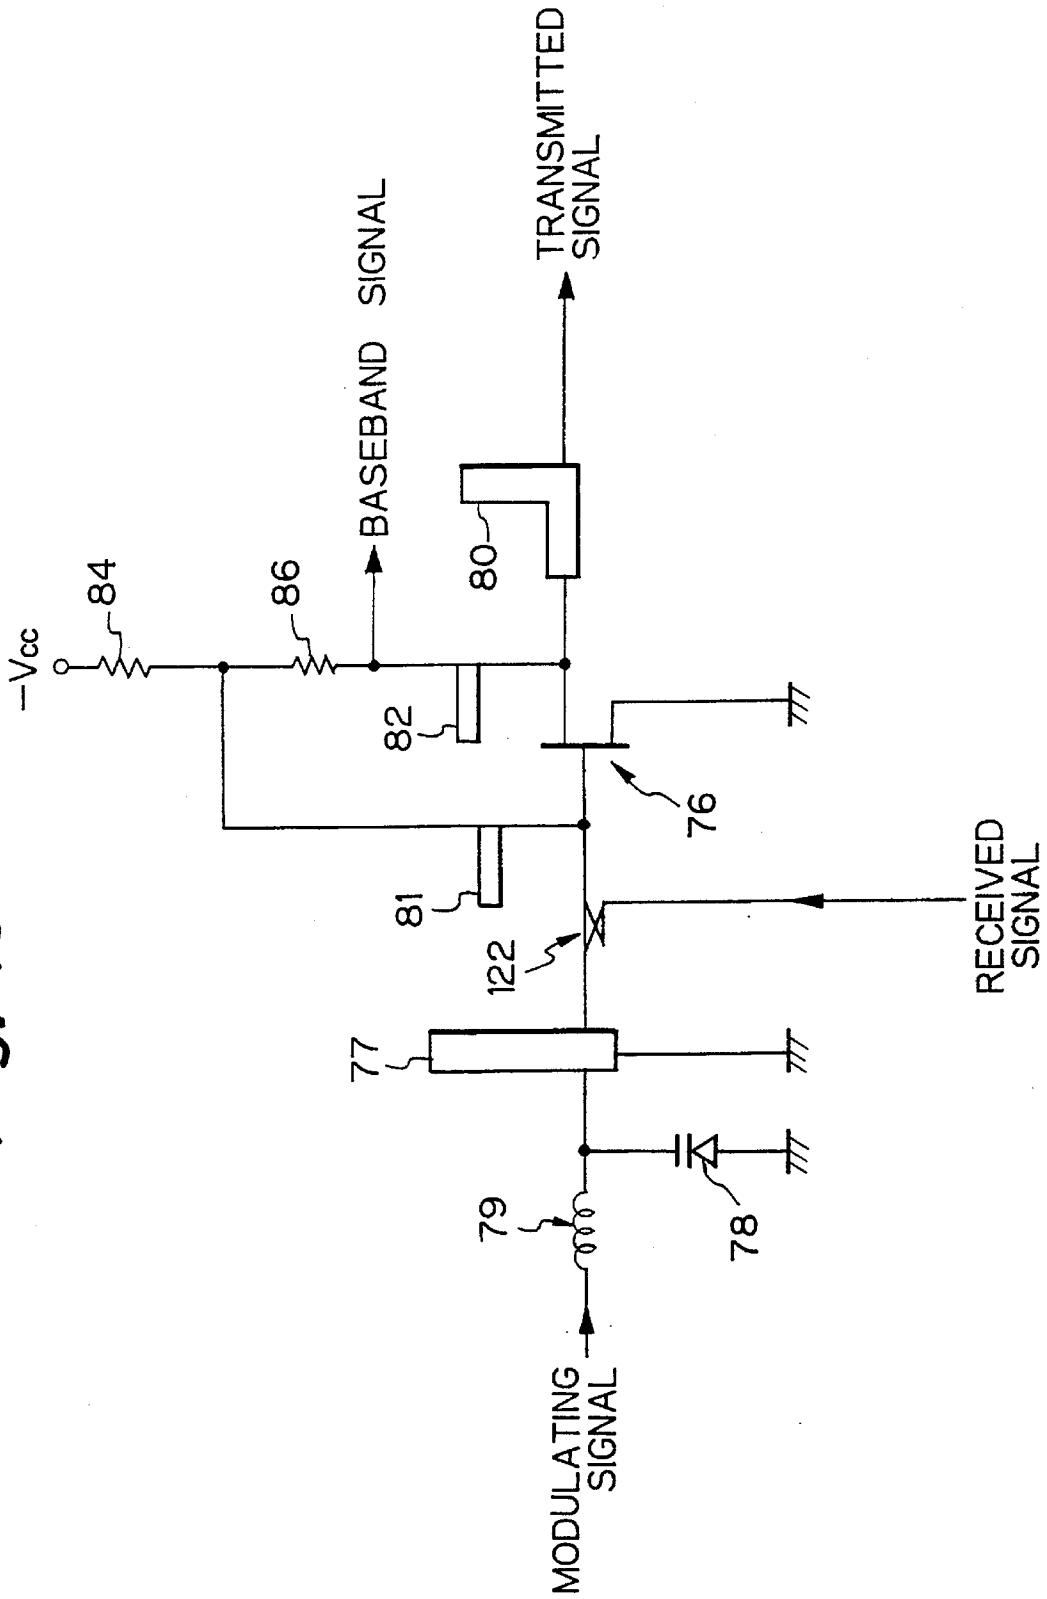 −Vcc
84
86
BASEBAND SIGNAL
TRANSMITTED
SIGNAL
80
82
81
76
122
77
79
78
RECEIVED
SIGNAL
MODULATING
SIGNAL